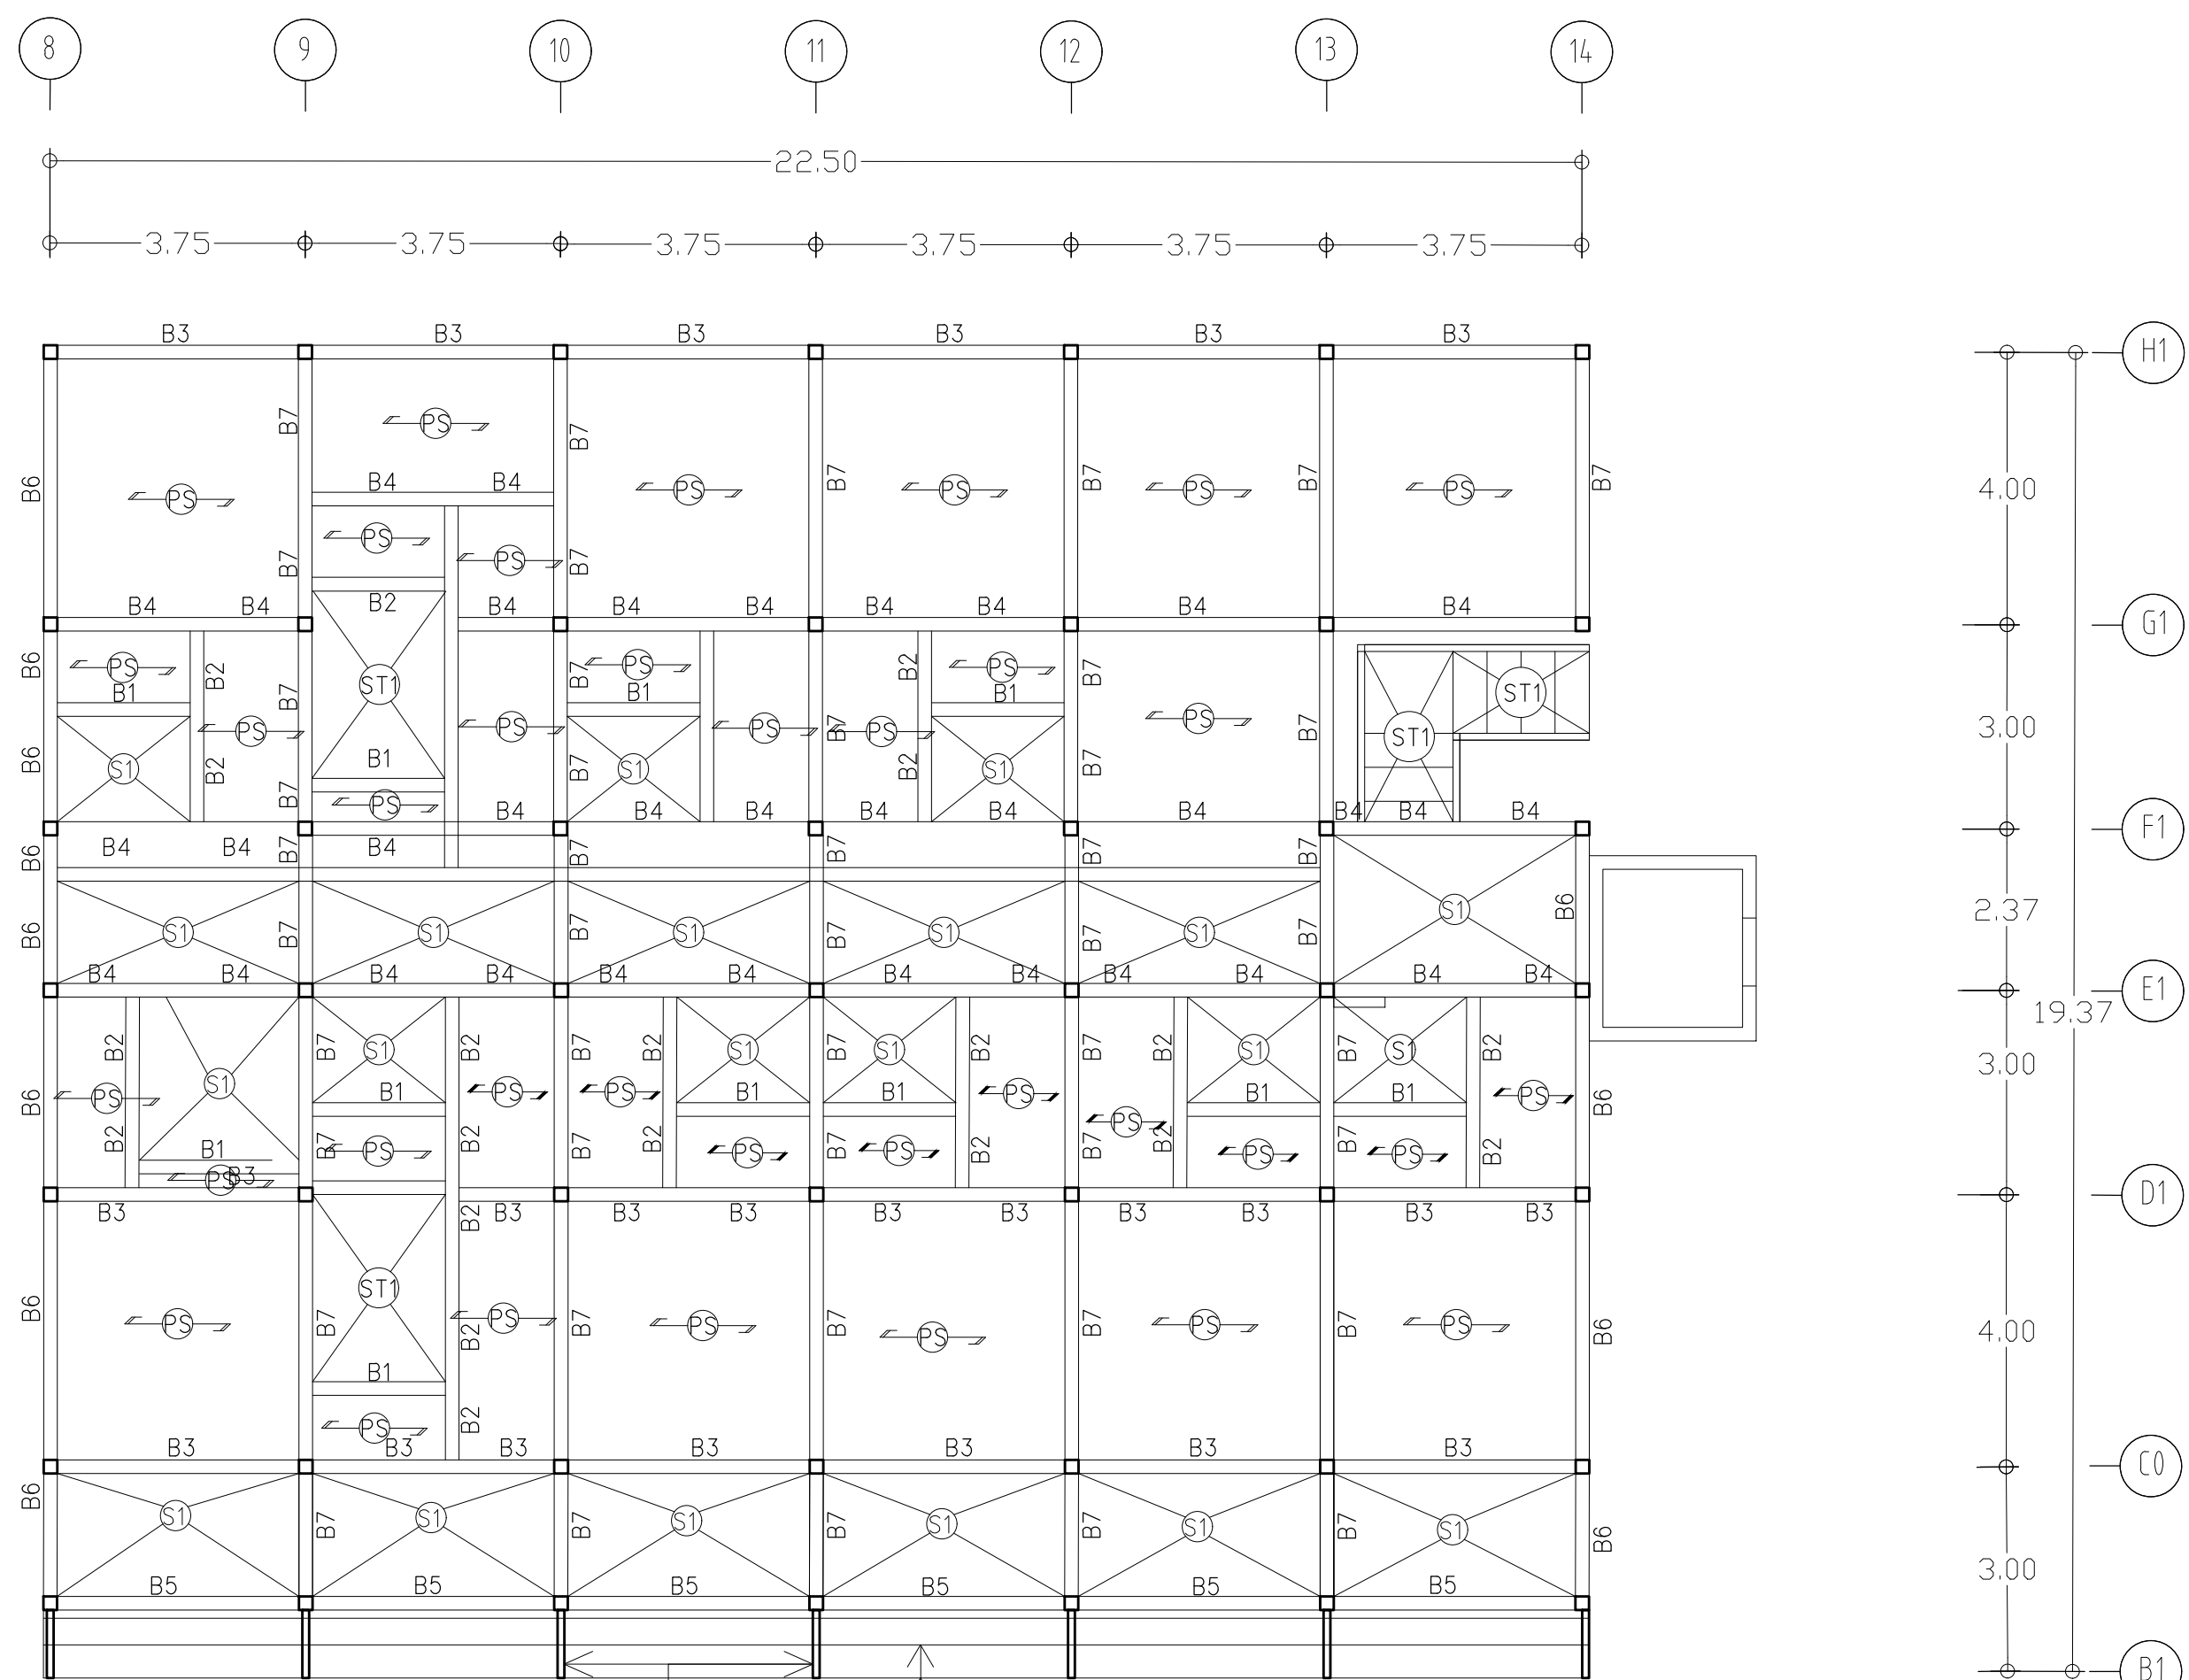 8 9 10 11 12 13 14
22.50
3.75 3.75 3.75 3.75 3.75 3.75
B3 B3 B3 B3 B3 B3 H1
B7 PS B7
B6 PS B7 B4 B4 PS B7 PS B7 PS B7 PS B7 4.00
PS PS B7 B7
B4 B4 B2 B4 B4 B4 B4 B4 B4 B4 G1
B6 PS B2 B7 ST1 B7 PS B2 PS B7 ST1
B1 B1 B1
B6 PS B7 PS PS B7 PS PS B7 ST1 3.00
S1 B2 B1 B7 S1 B2 S1 B7
B7 PS B4 B4 B4 B4 B4 B4 B4 B4 F1
B6 B4 B4 B7 B4 B7 B7 B7 B7
B6 S1 B7 S1 B7 S1 B7 S1 B7 S1 B7 S1 B6 2.37
B4 B4 B4 B4 B4 B4 B4 B4 B4 B4 B4 B4 E1
19.37
B2 B7 S1 B2 B7 B2 S1 B7 S1 B2 B7 B2 S1 B7 S1 B2 3.00
B6 PS S1 B1 PS PS B1 B1 PS PS B1 B1 PS B6
B2 B1 B7 PS B2 B7 B2 PS B7 PS B2 B7 B2 PS B7 PS B2
PS B3 D1
B3 B2 B3 B3 B3 B3 B3 B3 B3 B3 B3
ST1
B6 PS B7 B2 PS B7 PS B7 PS B7 PS B7 PS B6 4.00
B1
PS B2
B3 B3 B3 B3 B3 B3 B3 C0
B6 S1 B7 S1 B7 S1 B7 S1 B7 S1 B7 S1 B6
B5 B5 B5 B5 B5 B5 3.00
B1